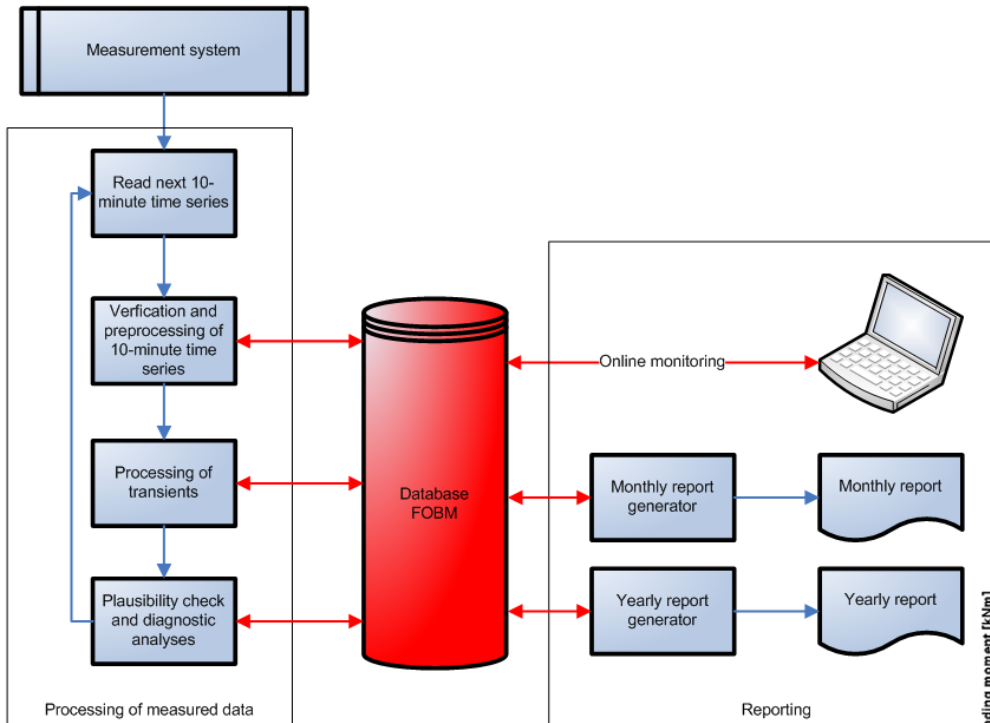 Measurement system
Read next 10-
minute time series
Verfication and
preprocessing of
10-minute time
series
Processing of
transients
Plausibility check
and diagnostic
analyses
Processing of measured data
Database
FOBM
Online monitoring
Monthly report
generator
Monthly report
Yearly report
generator
Yearly report
Reporting
moment [kNm]